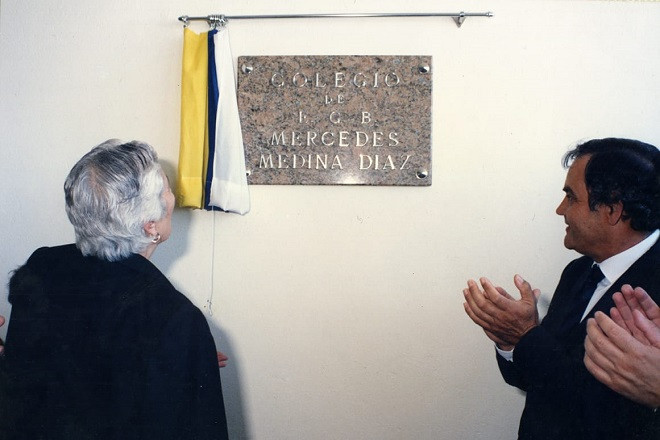 COLEGIO
DE
E G B
MERCEDES
MEDINA DIAZ